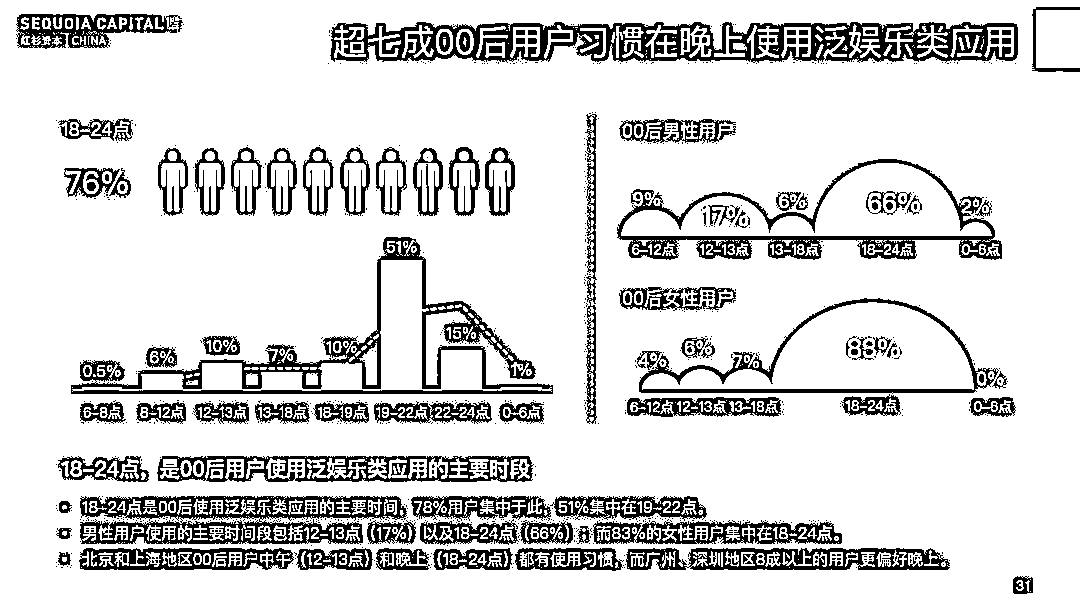 SEQUOIA CAPITAL
红杉资本 CHINA
超七成00后用户习惯在晚上使用泛娱乐类应用
18-24点
76%
0.5%
6%
10%
7%
10%
51%
15%
1%
6-8点
8-12点
12-13点
13-18点
18-19点
19-22点
22-24点
0-6点
00后男性用户
9%
17%
6%
66%
2%
6-12点
12-13点
13-18点
18-24点
0-6点
00后女性用户
4%
6%
7%
83%
0%
6-12点
12-13点
13-18点
18-24点
0-6点
18-24点，是00后用户使用泛娱乐类应用的主要时段
18-24点是00后使用泛娱乐类应用的主要时间，76%用户集中于此，51%集中在19-22点。
男性用户使用的主要时间段包括12-13点（17%）以及18-24点（66%）；而83%的女性用户集中在18-24点。
北京和上海地区00后用户中午（12-13点）和晚上（18-24点）都有使用习惯，而广州、深圳地区8成以上的用户更偏好晚上。
31